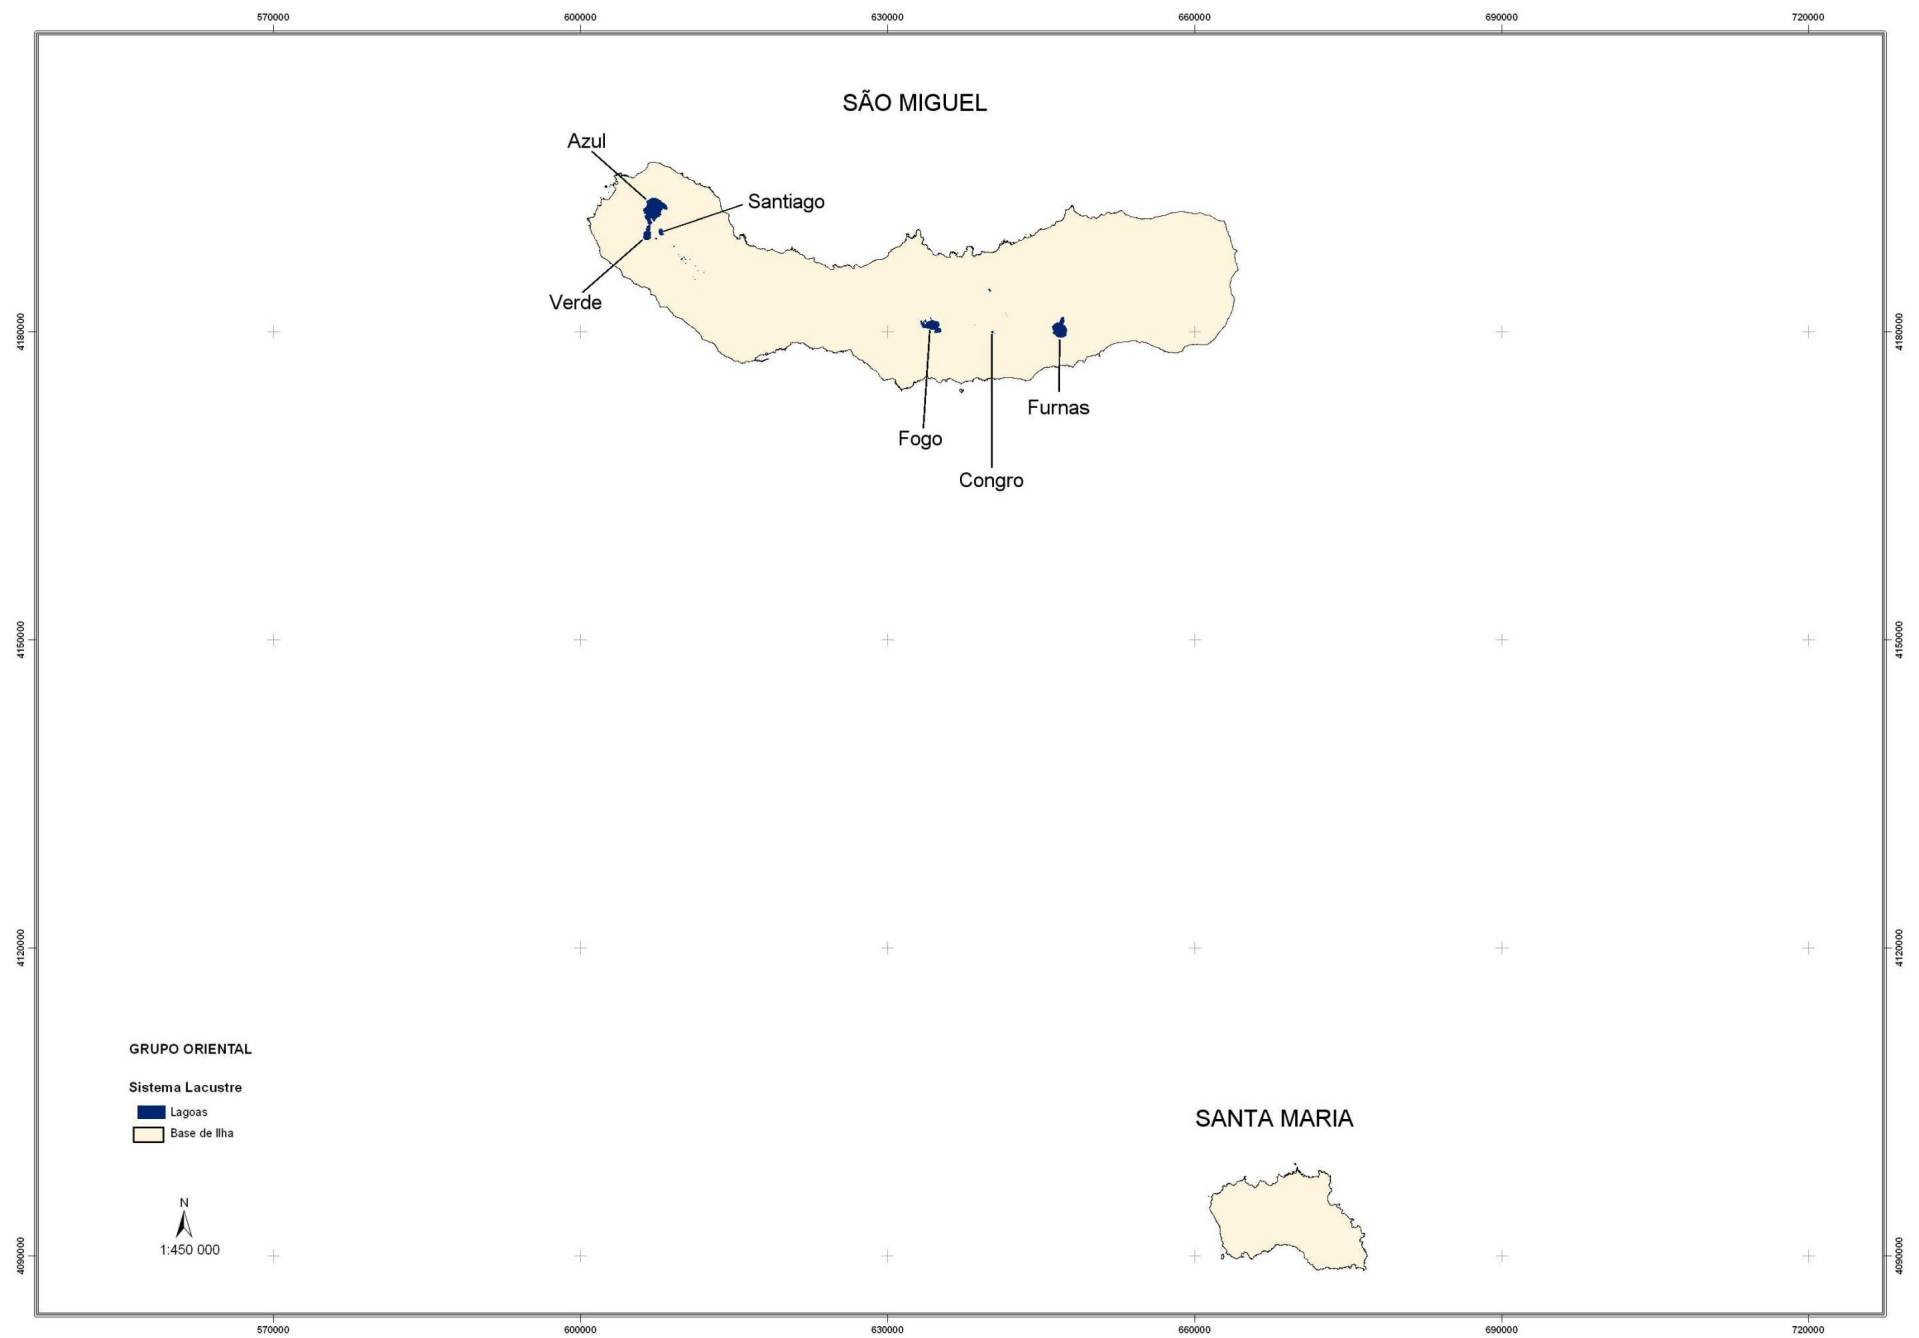 570000
600000
630000
660000
690000
720000
SÃO MIGUEL
Azul
Santiago
Verde
4180000
4180000
Furnas
Fogo
Congro
4150000
4150000
4120000
4120000
GRUPO ORIENTAL
Sistema Lacustre
Lagoas
Base de Ilha
SANTA MARIA
N
1:450 000
4090000
4090000
570000
600000
630000
660000
690000
720000